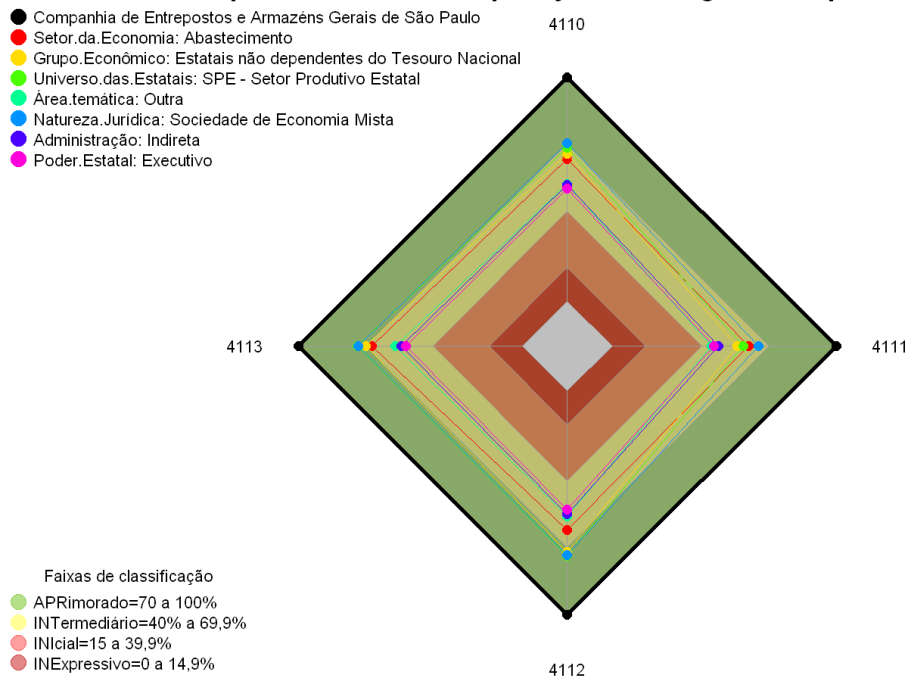 Companhia de Entrepostos e Armazéns Gerais de São Paulo
Setor.da.Economia: Abastecimento
Grupo.Econômico: Estatais não dependentes do Tesouro Nacional
Universo.das.Estatais: SPE - Setor Produtivo Estatal
Área.temática: Outra
Natureza.Jurídica: Sociedade de Economia Mista
Administração: Indireta
Poder.Estatal: Executivo
4110
4113
4111
4112
Faixas de classificação
APRimorado=70 a 100%
INTermediário=40% a 69,9%
INIcial=15 a 39,9%
INExpressivo=0 a 14,9%